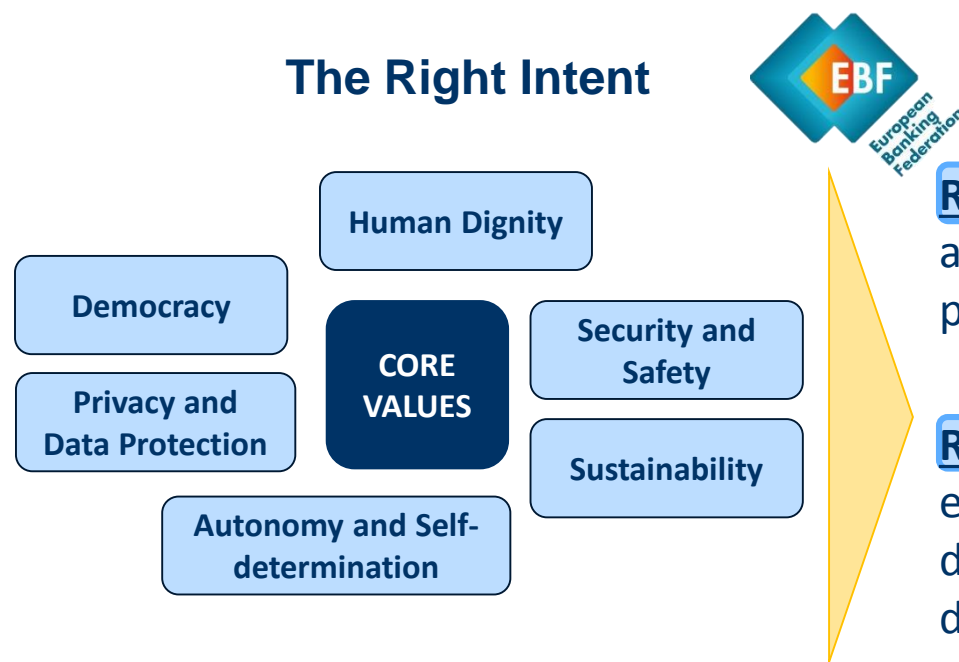 The Right Intent
EBF
European
Banking
Federation
Human Dignity
Democracy
CORE
VALUES
Security and
Safety
Privacy and
Data Protection
Sustainability
Autonomy and Self-
determination